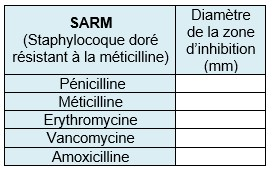 SARM
(Staphylocoque doré
résistant à la méticilline)
Diamètre
de la zone
d'inhibition
(mm)
Pénicilline
Méticilline
Erythromycine
Vancomycine
Amoxicilline